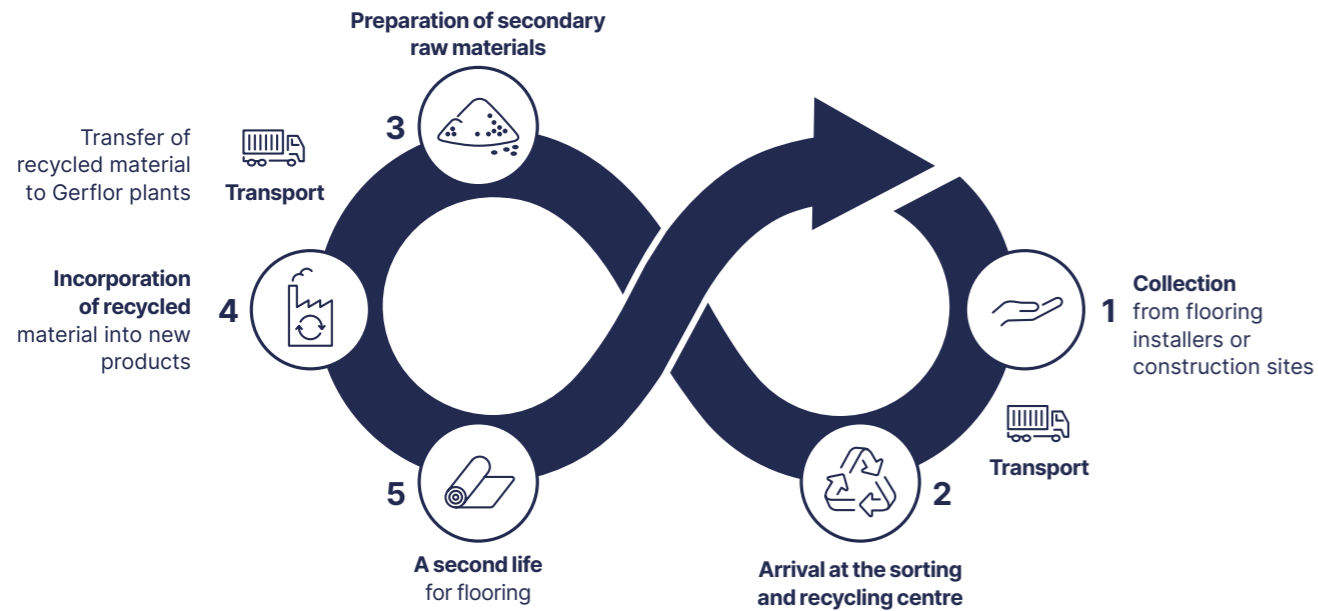 Preparation of secondary
raw materials
3
Transfer of
recycled material
to Gerflor plants
Transport
Incorporation
of recycled
material into new
products
4
1
Collection
from flooring
installers or
construction sites
Transport
5
2
A second life
for flooring
Arrival at the sorting
and recycling centre